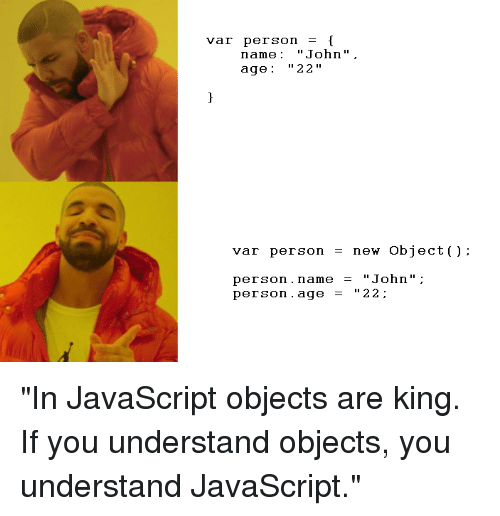 var person = {
name: "John",
age: "22"
}
var person = new Object();
person.name = "John";
person.age = "22;
"In JavaScript objects are king.
If you understand objects, you
understand JavaScript."